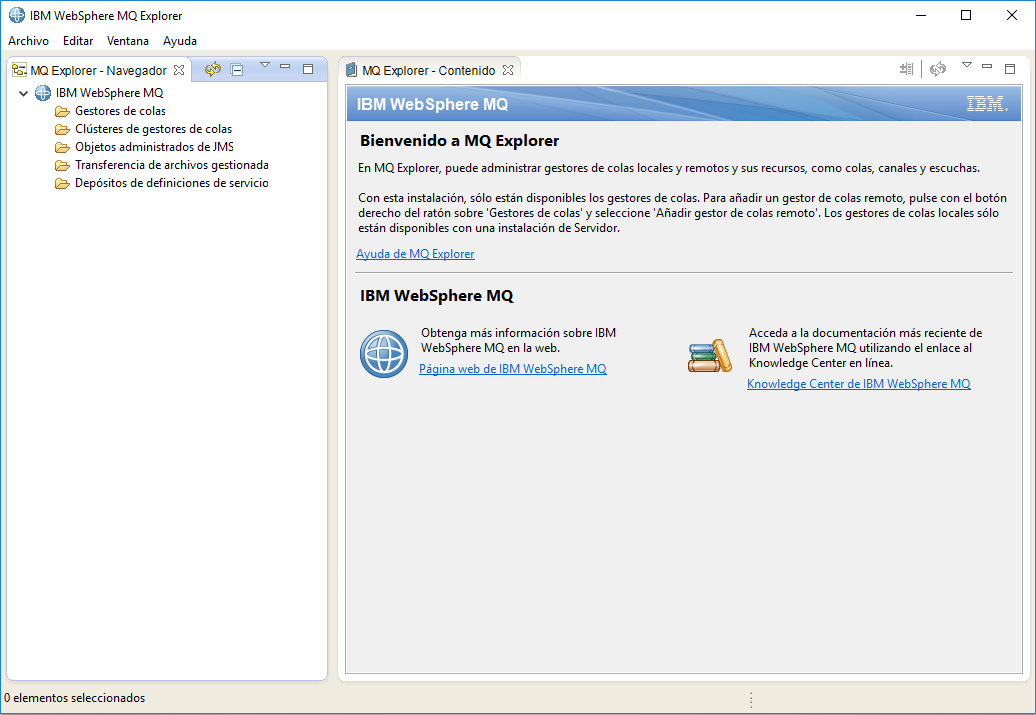 IBM WebSphere MQ Explorer
Archivo Editar Ventana Ayuda
MQ Explorer - Navegador
IBM WebSphere MQ
Gestores de colas
Clústeres de gestores de colas
Objetos administrados de JMS
Transferencia de archivos gestionada
Depósitos de definiciones de servicio
MQ Explorer - Contenido
IBM WebSphere MQ
IBM.
Bienvenido a MQ Explorer
En MQ Explorer, puede administrar gestores de colas locales y remotos y sus recursos, como colas, canales y escuchas.
Con esta instalación, sólo están disponibles los gestores de colas. Para añadir un gestor de colas remoto, pulse con el botón
derecho del ratón sobre 'Gestores de colas' y seleccione 'Añadir gestor de colas remoto'. Los gestores de colas locales sólo
están disponibles con una instalación de Servidor.
Ayuda de MQ Explorer
IBM WebSphere MQ
Obtenga más información sobre IBM
WebSphere MQ en la web.
Página web de IBM WebSphere MQ
Acceda a la documentación más reciente de
IBM WebSphere MQ utilizando el enlace al
Knowledge Center en línea.
Knowledge Center de IBM WebSphere MQ
0 elementos seleccionados